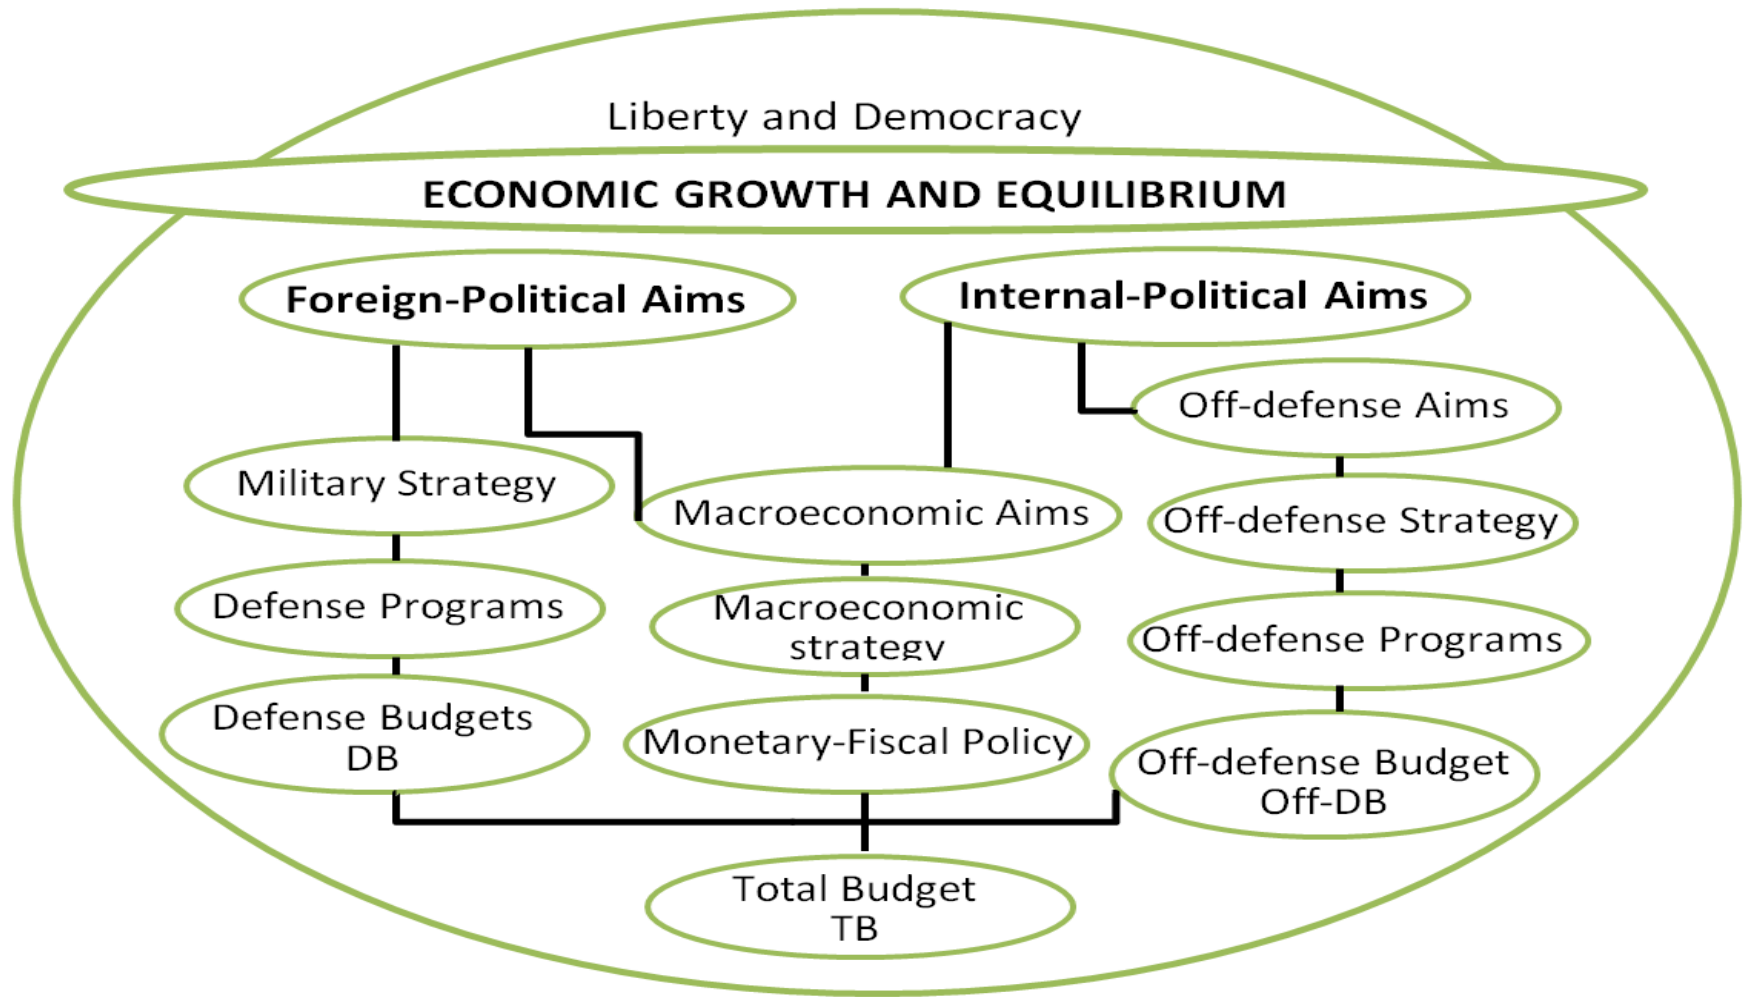 Liberty and Democracy
ECONOMIC GROWTH AND EQUILIBRIUM
Foreign-Political Aims
Internal-Political Aims
Off-defense Aims
Military Strategy
Macroeconomic Aims
Off-defense Strategy
Defense Programs
Macroeconomic
strategy
Off-defense Programs
Defense Budgets
DB
Monetary-Fiscal Policy
Off-defense Budget
Off-DB
Total Budget
TB